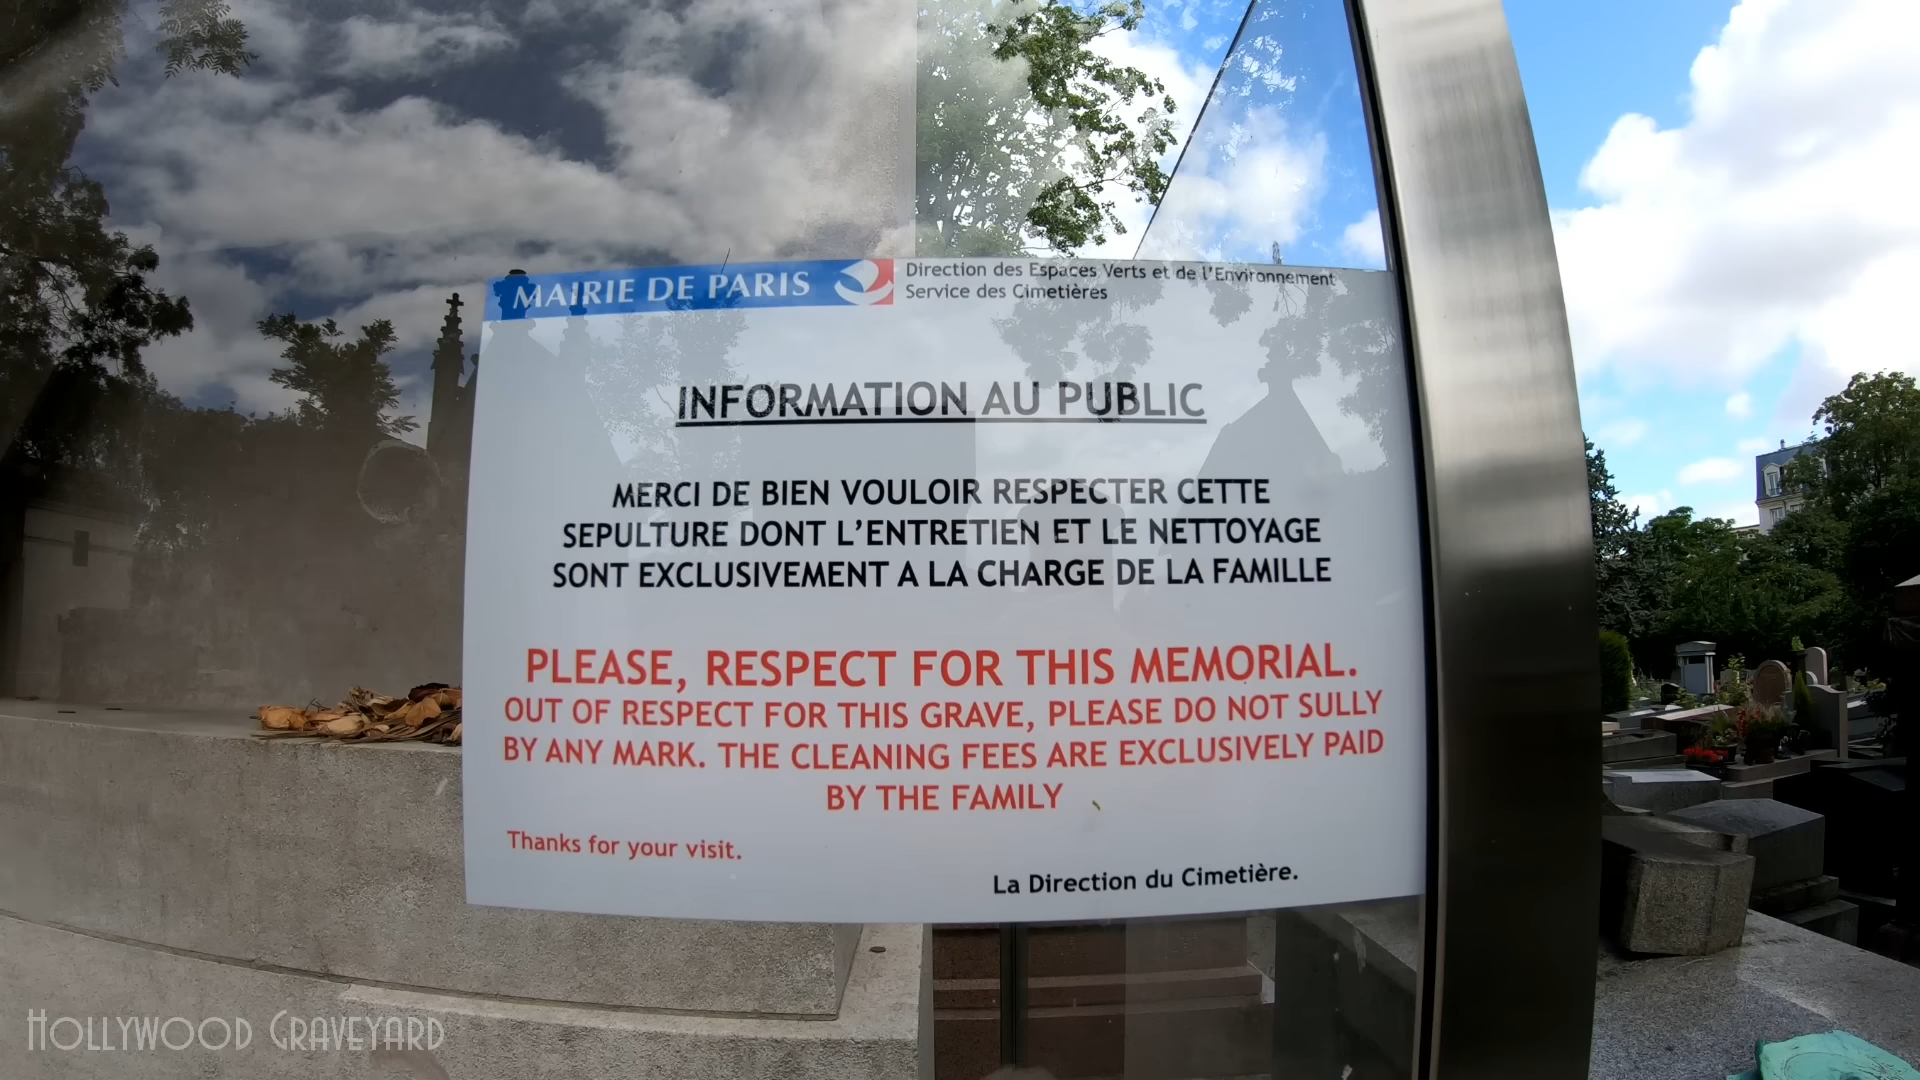 MAIRIE DE PARIS
Direction des Espaces Verts et de l'Environnement
Service des Cimetières
INFORMATION AU PUBLIC
MERCI DE BIEN VOULOIR RESPECTER CETTE
SEPULTURE DONT L'ENTRETIEN ET LE NETTOYAGE
SONT EXCLUSIVEMENT A LA CHARGE DE LA FAMILLE
PLEASE, RESPECT FOR THIS MEMORIAL.
OUT OF RESPECT FOR THIS GRAVE, PLEASE DO NOT SULLY
BY ANY MARK. THE CLEANING FEES ARE EXCLUSIVELY PAID
BY THE FAMILY
Thanks for your visit.
La Direction du Cimetière.
HOLLYWOOD GRAVEYARD